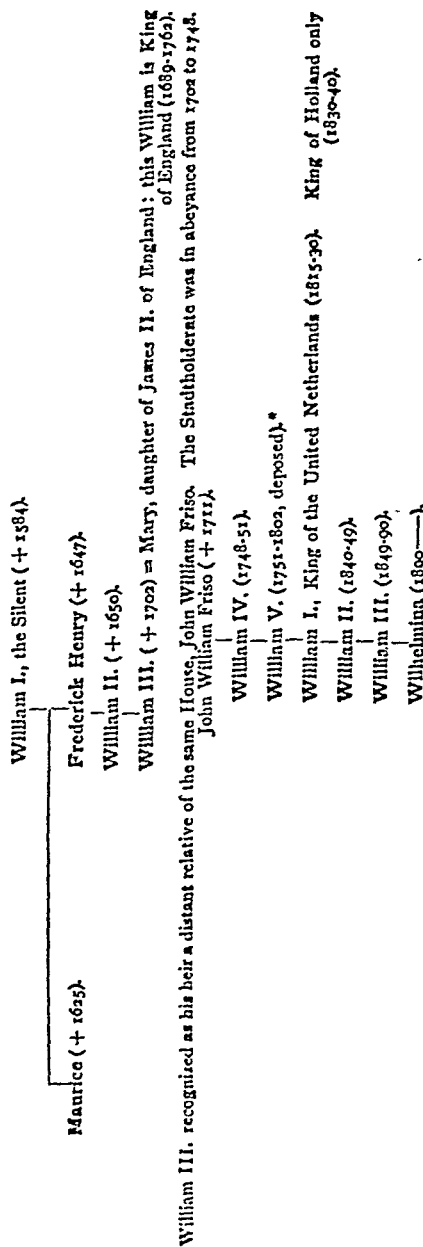 William I., the Silent (+ 1584).
Maurice (+ 1625).
Frederick Henry (+ 1647).
William II. (+ 1650).
William III. (+ 1702) = Mary, daughter of James II. of England: this William is King
of England (1689-1762).
William III. recognized as his heir a distant relative of the same House, John William Friso. The Stadtholderate was in abeyance from 1702 to 1748.
John William Friso (+ 1711)
William IV. (1748-51).
William V. (1751-1802, deposed).*
William I., King of the United Netherlands (1815-30). King of Holland only
(1830-40).
William II. (1840-49).
William III. (1849-90).
Wilhelmina (1890——).